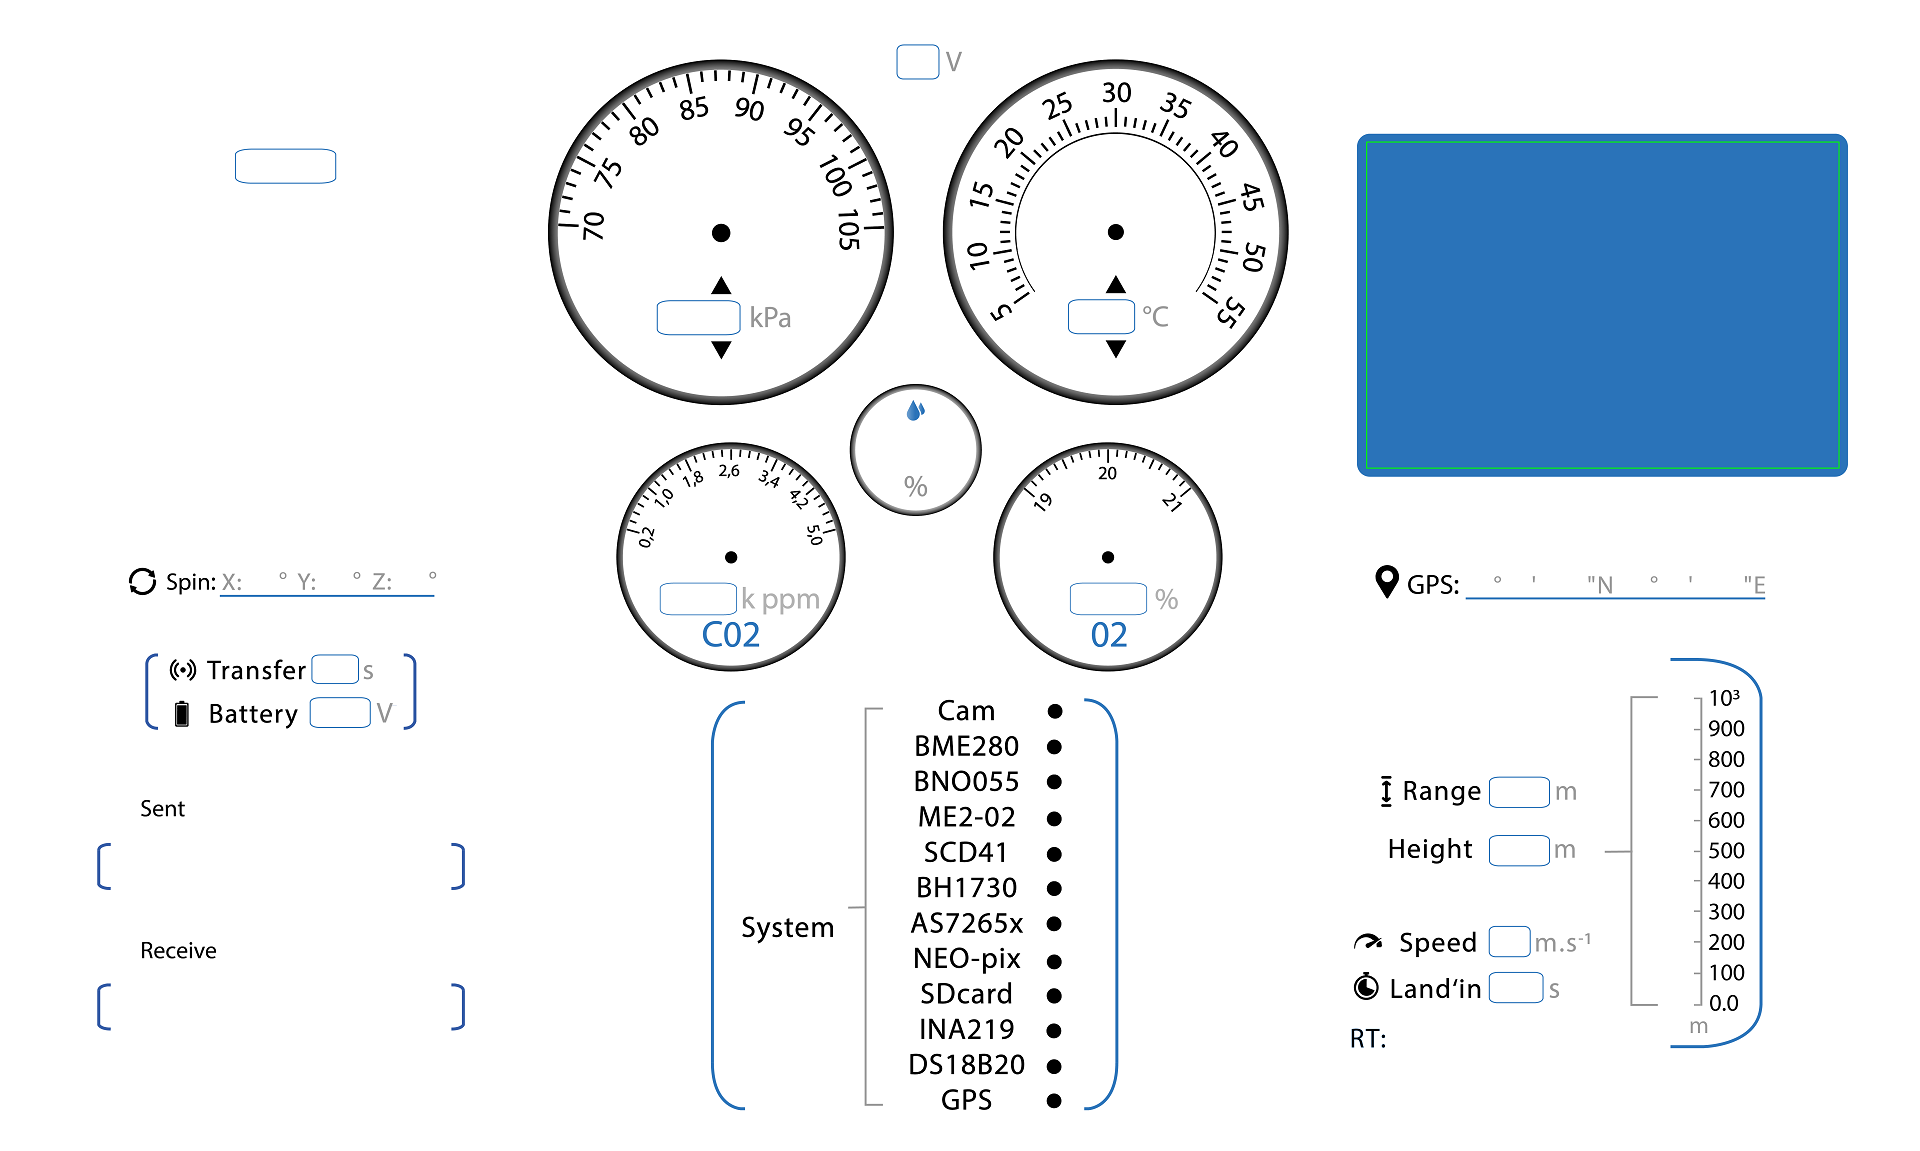 V
70 75 80 85 90 95 100 105
kPa
5 10 15 20 25 30 35 40 45 50 55
°C
%
0,2 1,0 1,8 2,6 3,4 4,2 5,0
k ppm
C02
19 20 21
%
02
Spin: X: ° Y: ° Z: °
Transfer s
Battery V
Sent
Receive
System
Cam
BME280
BNO055
ME2-02
SCD41
BH1730
AS7265x
NEO-pix
SDcard
INA219
DS18B20
GPS
GPS: ° ' "N ° ' "E
Range m
Height m
Speed m.s⁻¹
Land'in s
RT:
10³
900
800
700
600
500
400
300
200
100
0.0
m